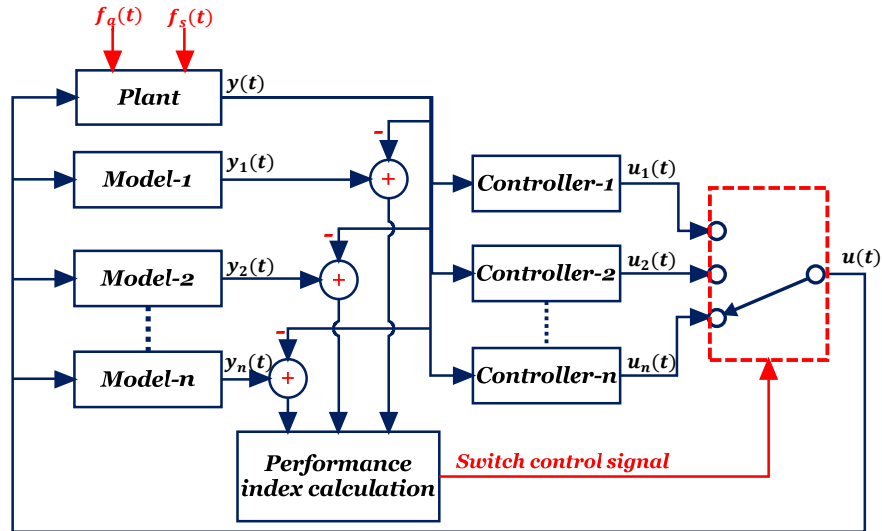 f_a(t) f_s(t)
Plant
y(t)
-
Model-1
y_1(t)
+
Controller-1
u_1(t)
-
Model-2
y_2(t)
+
Controller-2
u_2(t)
u(t)
-
Model-n
y_n(t)
+
Controller-n
u_n(t)
Performance
index calculation
Switch control signal